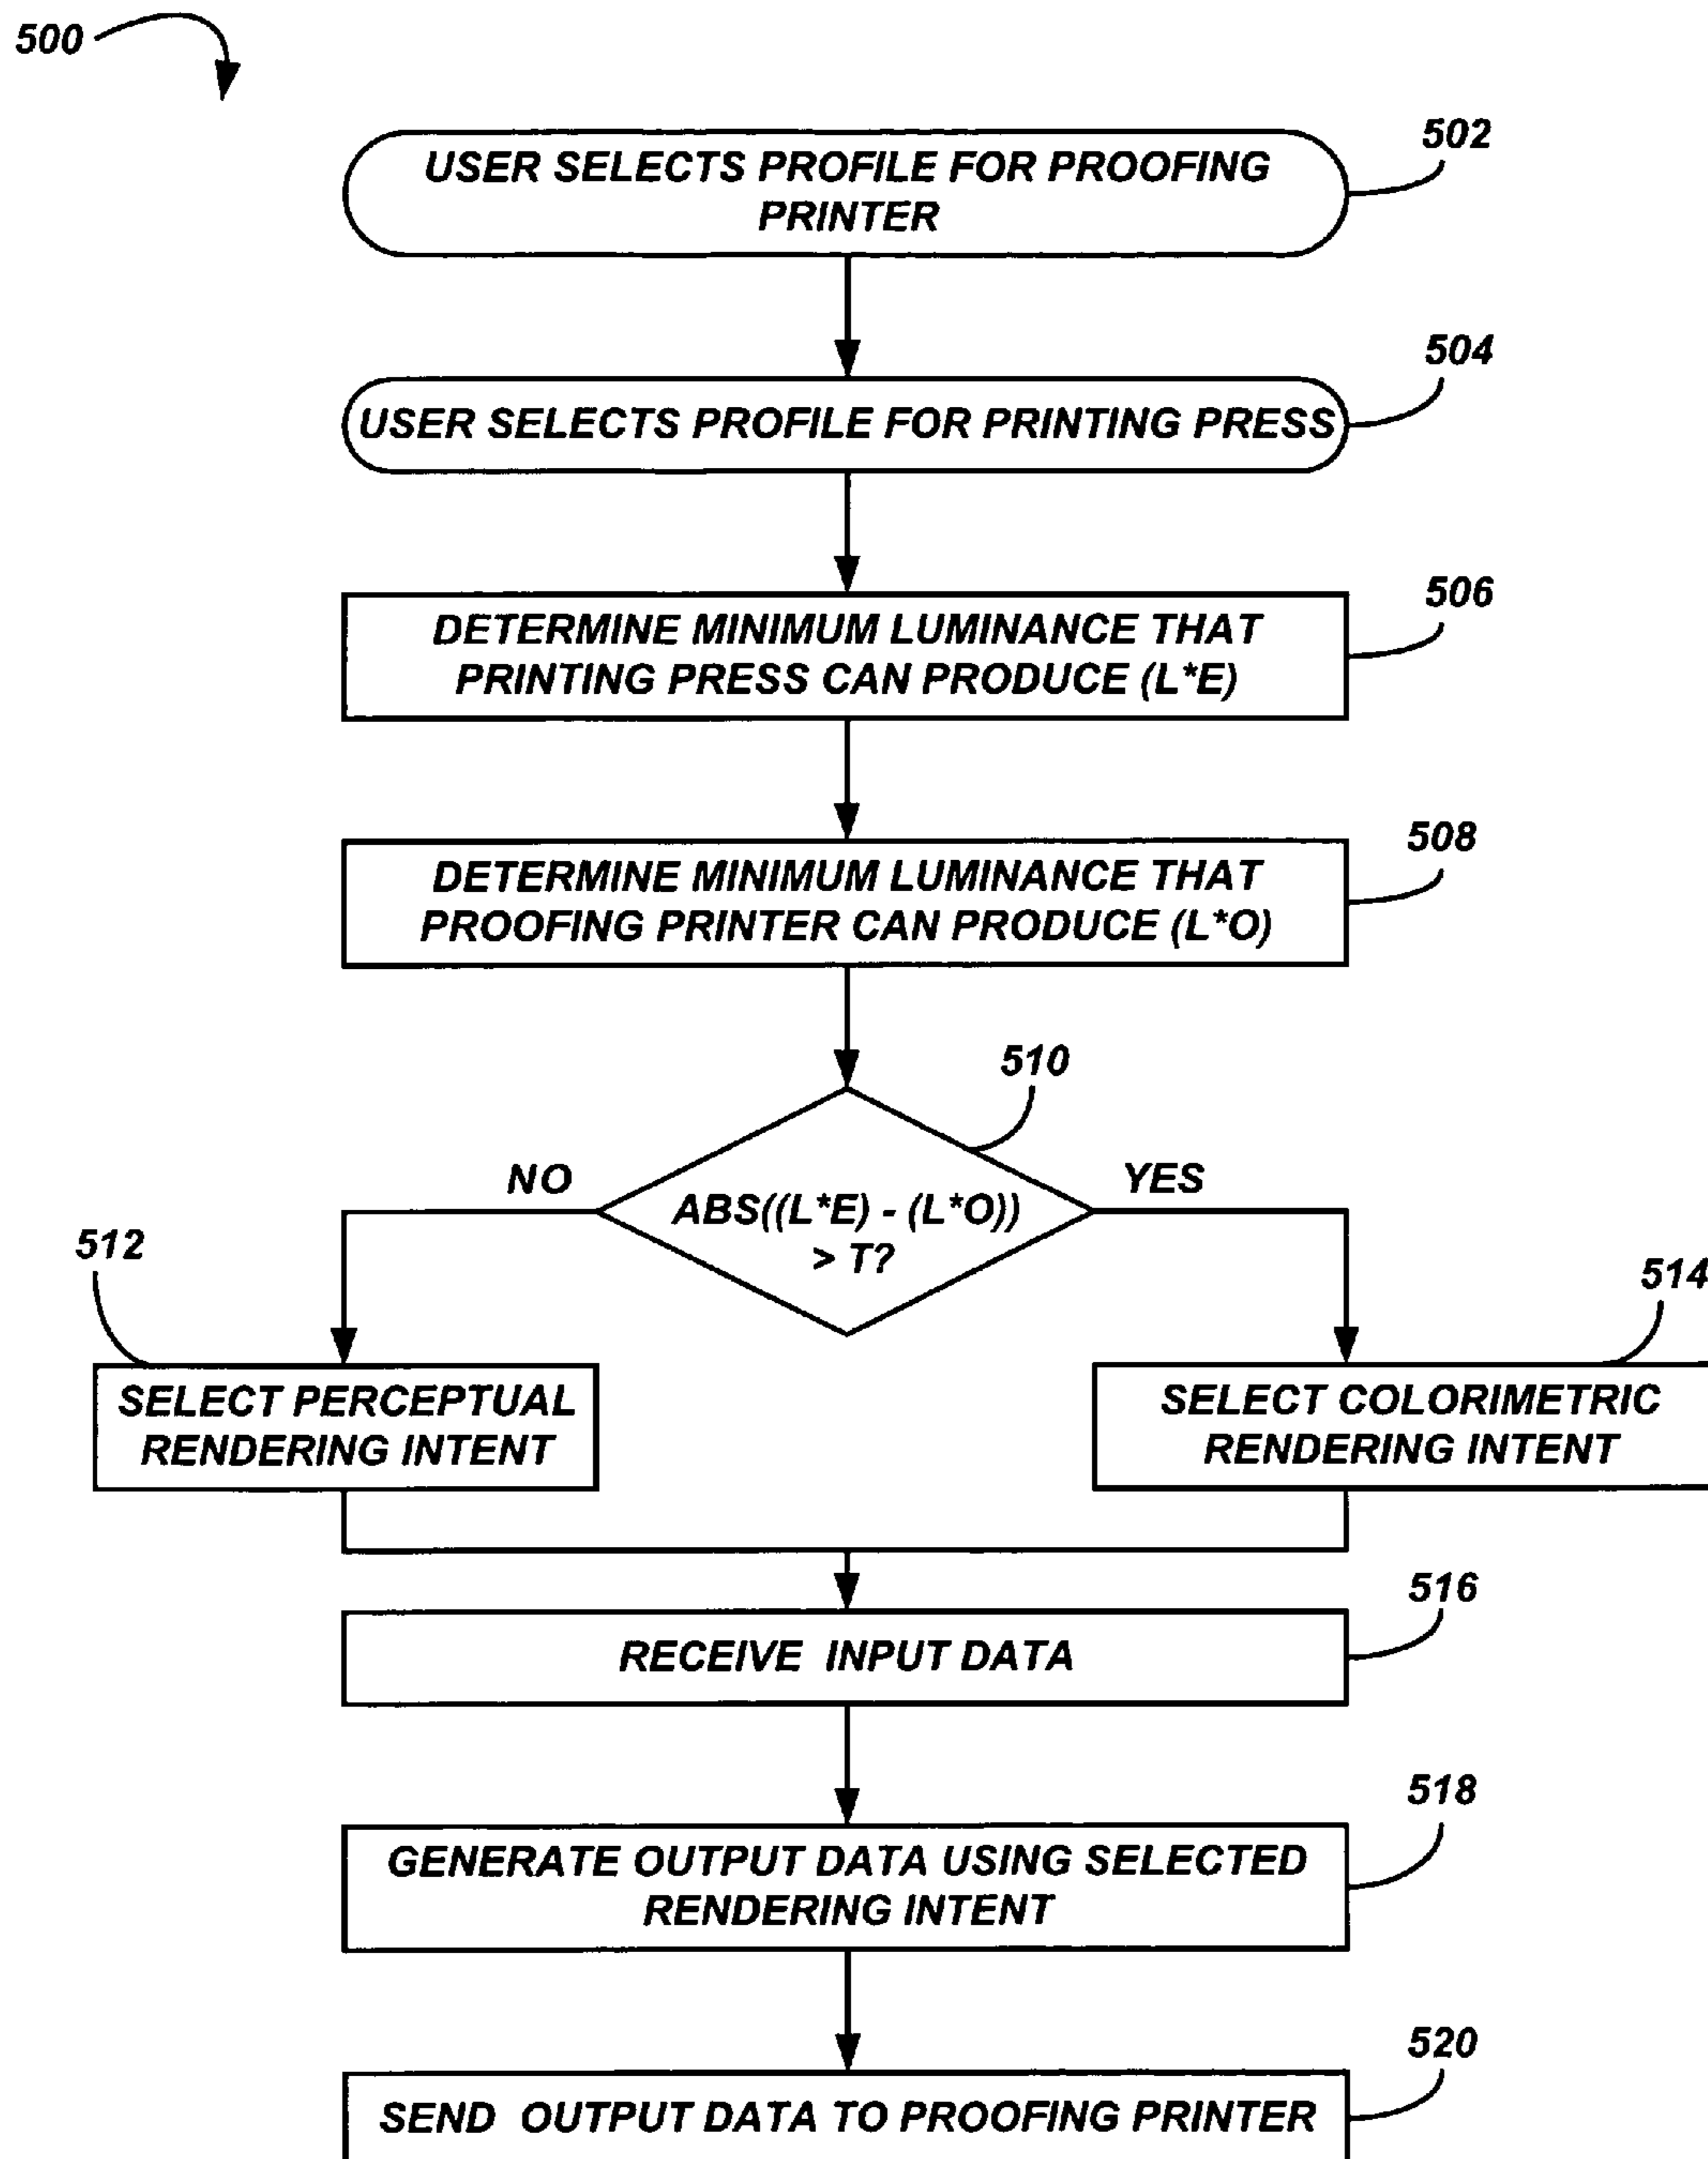 500
502
USER SELECTS PROFILE FOR PROOFING
PRINTER
504
USER SELECTS PROFILE FOR PRINTING PRESS
506
DETERMINE MINIMUM LUMINANCE THAT
PRINTING PRESS CAN PRODUCE (L*E)
508
DETERMINE MINIMUM LUMINANCE THAT
PROOFING PRINTER CAN PRODUCE (L*O)
510
NO
YES
ABS((L*E) - (L*O))
> T?
512
514
SELECT PERCEPTUAL
RENDERING INTENT
SELECT COLORIMETRIC
RENDERING INTENT
516
RECEIVE INPUT DATA
518
GENERATE OUTPUT DATA USING SELECTED
RENDERING INTENT
520
SEND OUTPUT DATA TO PROOFING PRINTER